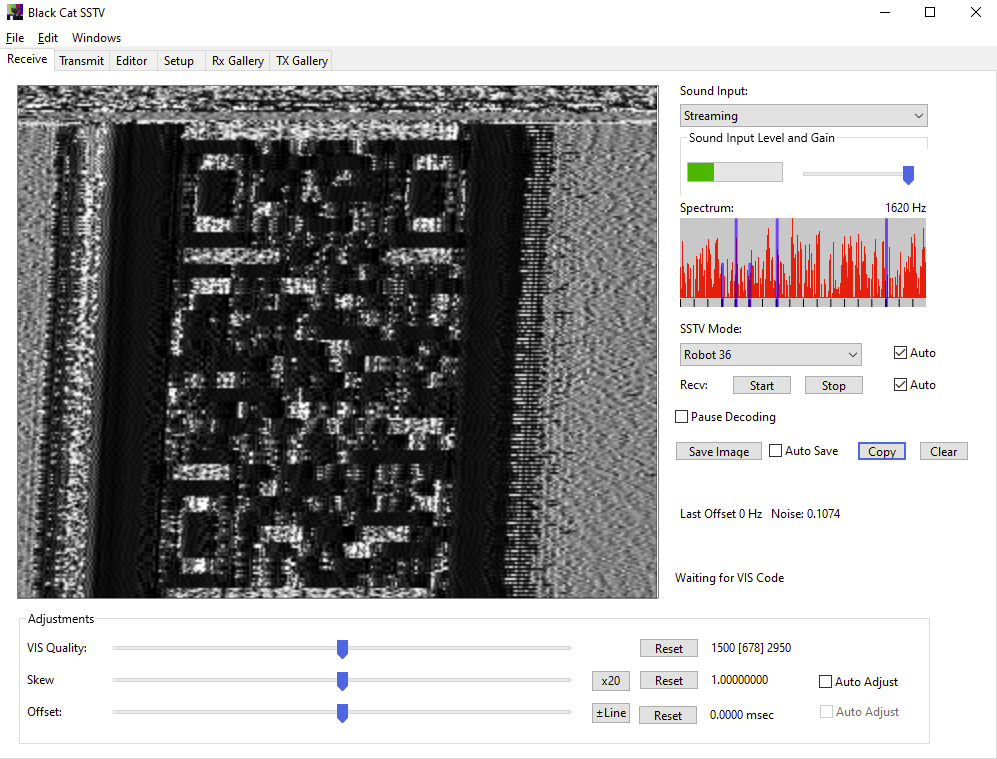 Black Cat SSTV
File Edit Windows
Receive Transmit Editor Setup Rx Gallery TX Gallery
Sound Input:
Streaming
Sound Input Level and Gain
Spectrum: 1620 Hz
SSTV Mode:
Robot 36 Auto
Recv: Start Stop Auto
Pause Decoding
Save Image Auto Save Copy Clear
Last Offset 0 Hz Noise: 0.1074
Waiting for VIS Code
Adjustments
VIS Quality: Reset 1500 [678] 2950
Skew x20 Reset 1.00000000 Auto Adjust
Offset: ±Line Reset 0.0000 msec Auto Adjust